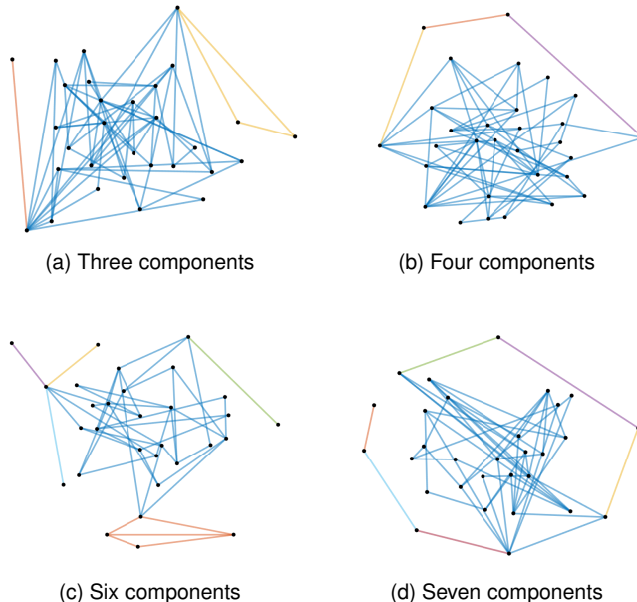 (a) Three components
(b) Four components
(c) Six components
(d) Seven components